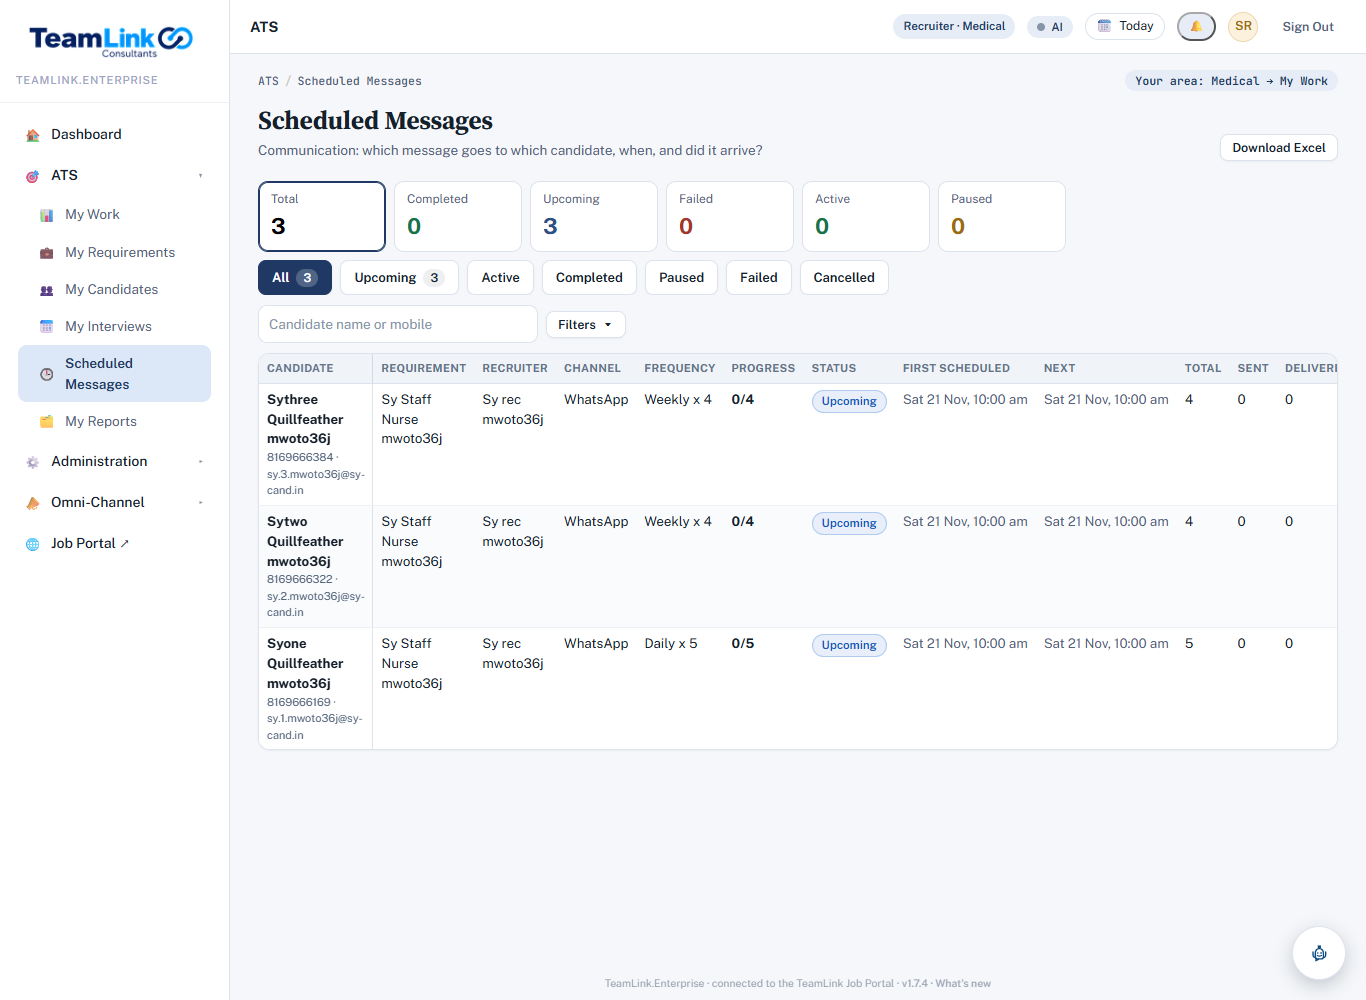 TeamLink
Consultants
TEAMLINK.ENTERPRISE
Dashboard
ATS
My Work
My Requirements
My Candidates
My Interviews
Scheduled
Messages
My Reports
Administration
Omni-Channel
Job Portal ↗
ATS
Recruiter · Medical
AI
Today
SR
Sign Out
ATS / Scheduled Messages
Your area: Medical → My Work
Scheduled Messages
Communication: which message goes to which candidate, when, and did it arrive?
Download Excel
Total
3
Completed
0
Upcoming
3
Failed
0
Active
0
Paused
0
All 3
Upcoming 3
Active
Completed
Paused
Failed
Cancelled
Candidate name or mobile
Filters
CANDIDATE REQUIREMENT RECRUITER CHANNEL FREQUENCY PROGRESS STATUS FIRST SCHEDULED NEXT TOTAL SENT DELIVERI
Sythree Sy Staff Sy rec WhatsApp Weekly x 4 0/4 Upcoming Sat 21 Nov, 10:00 am Sat 21 Nov, 10:00 am 4 0 0
Quillfeather Nurse mwoto36j
mwoto36j mwoto36j
8169666384 ·
sy.3.mwoto36j@sy-
cand.in
Sytwo Sy Staff Sy rec WhatsApp Weekly x 4 0/4 Upcoming Sat 21 Nov, 10:00 am Sat 21 Nov, 10:00 am 4 0 0
Quillfeather Nurse mwoto36j
mwoto36j mwoto36j
8169666322 ·
sy.2.mwoto36j@sy-
cand.in
Syone Sy Staff Sy rec WhatsApp Daily x 5 0/5 Upcoming Sat 21 Nov, 10:00 am Sat 21 Nov, 10:00 am 5 0 0
Quillfeather Nurse mwoto36j
mwoto36j mwoto36j
8169666169 ·
sy.1.mwoto36j@sy-
cand.in
TeamLink.Enterprise · connected to the TeamLink Job Portal · v1.7.4 · What's new